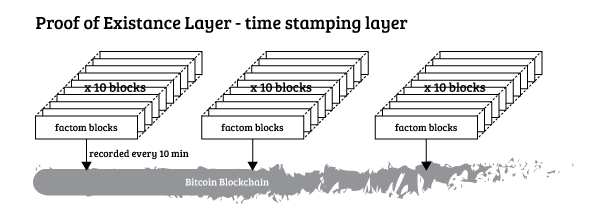 Proof of Existance Layer - time stamping layer
x 10 blocks
x 10 blocks
x 10 blocks
factom blocks
factom blocks
factom blocks
recorded every 10 min
Bitcoin Blockchain